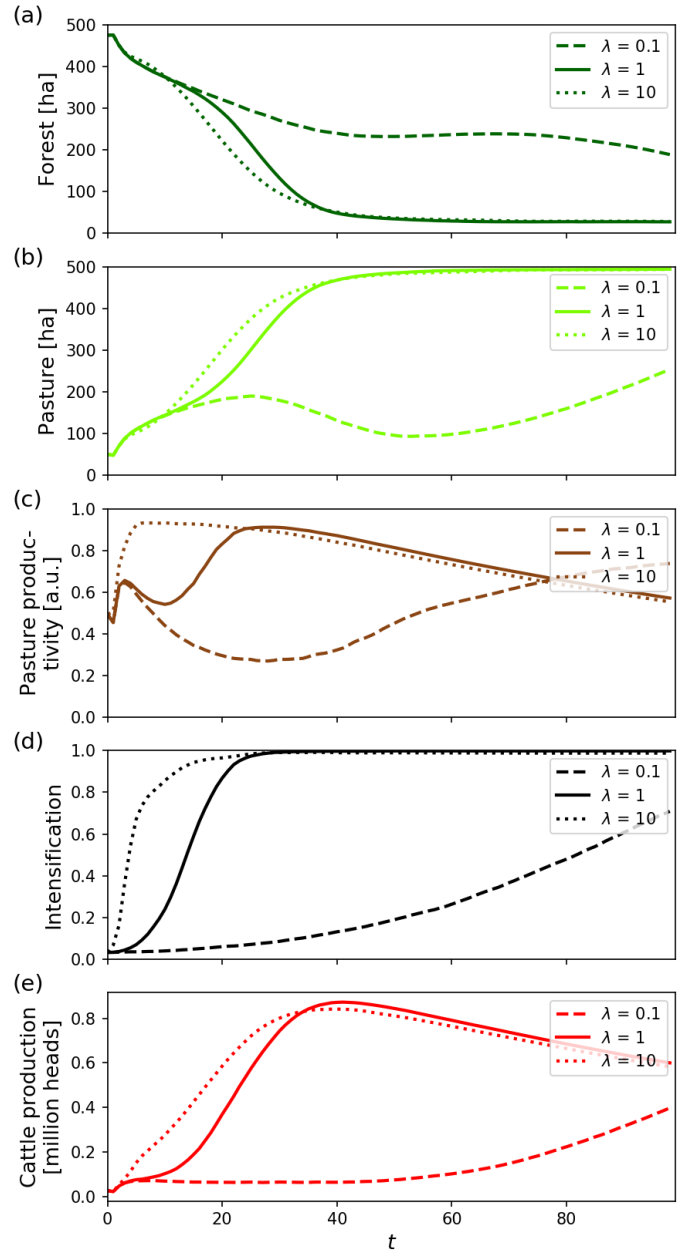 (a)
500
400
300
200
100
0
Forest [ha]
λ = 0.1
λ = 1
λ = 10
(b)
500
400
300
200
100
0
Pasture [ha]
λ = 0.1
λ = 1
λ = 10
(c)
1.0
0.8
0.6
0.4
0.2
0.0
Pasture produc-
tivity [a.u.]
λ = 0.1
λ = 1
λ = 10
(d)
1.0
0.8
0.6
0.4
0.2
0.0
Intensification
λ = 0.1
λ = 1
λ = 10
(e)
0.8
0.6
0.4
0.2
0.0
Cattle production
[million heads]
λ = 0.1
λ = 1
λ = 10
0 20 40 60 80
t